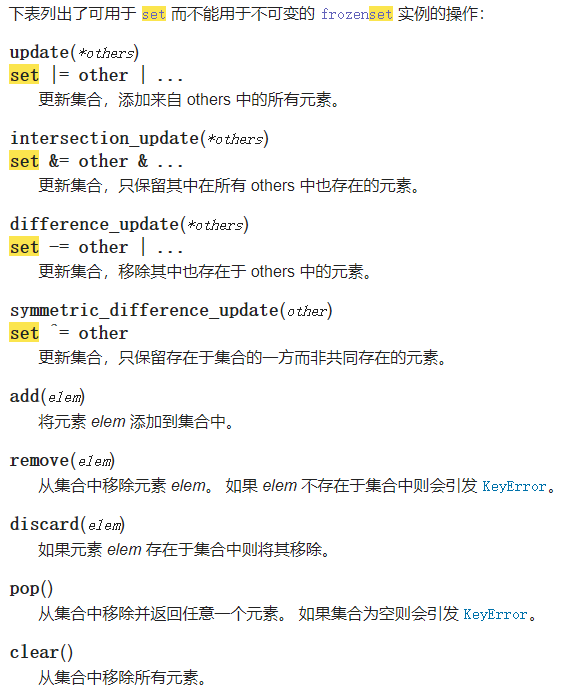 下表列出了可用于 set 而不能用于不可变的 frozenset 实例的操作：
update(*others)
set |= other | ...
更新集合，添加来自 others 中的所有元素。
intersection_update(*others)
set &= other & ...
更新集合，只保留其中在所有 others 中也存在的元素。
difference_update(*others)
set -= other | ...
更新集合，移除其中也存在于 others 中的元素。
symmetric_difference_update(other)
set ^= other
更新集合，只保留存在于集合的一方而非共同存在的元素。
add(elem)
将元素 elem 添加到集合中。
remove(elem)
从集合中移除元素 elem。 如果 elem 不存在于集合中则会引发 KeyError。
discard(elem)
如果元素 elem 存在于集合中则将其移除。
pop()
从集合中移除并返回任意一个元素。 如果集合为空则会引发 KeyError。
clear()
从集合中移除所有元素。